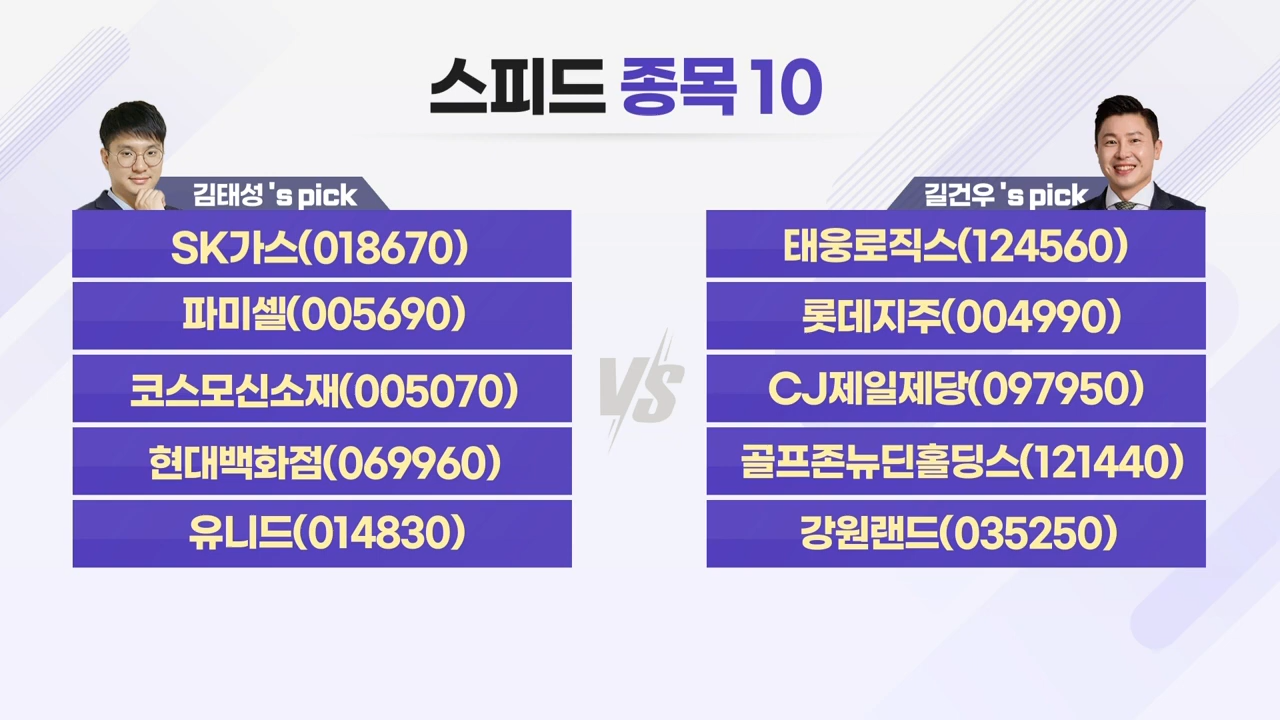 스피드 종목 10
김태성 's pick
SK가스(018670)
파미셀(005690)
코스모신소재(005070)
현대백화점(069960)
유니드(014830)
VS
길건우 's pick
태웅로직스(124560)
롯데지주(004990)
CJ제일제당(097950)
골프존뉴딘홀딩스(121440)
강원랜드(035250)